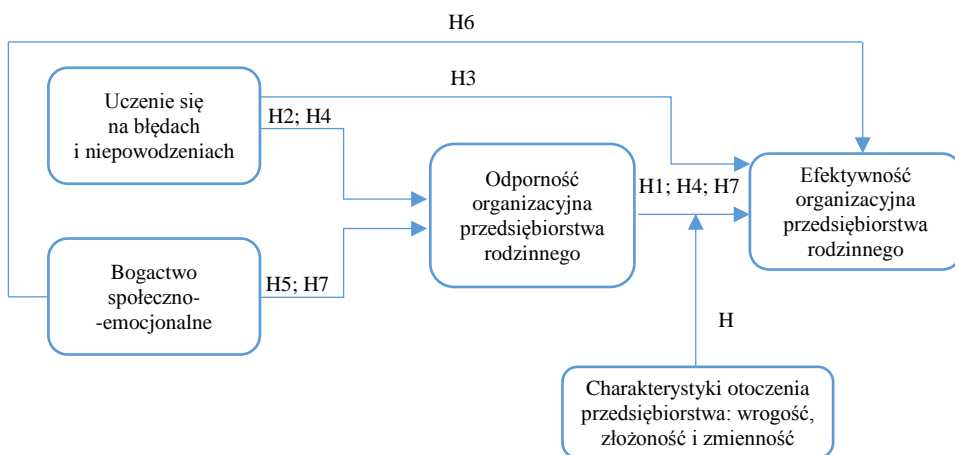 H6
Uczenie się
na błędach
i niepowodzeniach
H3
H2; H4
Odporność
organizacyjna
przedsiębiorstwa
rodzinnego
H1; H4; H7
Efektywność
organizacyjna
przedsiębiorstwa
rodzinnego
Bogactwo
społeczno-
-emocjonalne
H5; H7
H
Charakterystyki otoczenia
przedsiębiorstwa: wrogość,
złożoność i zmienność